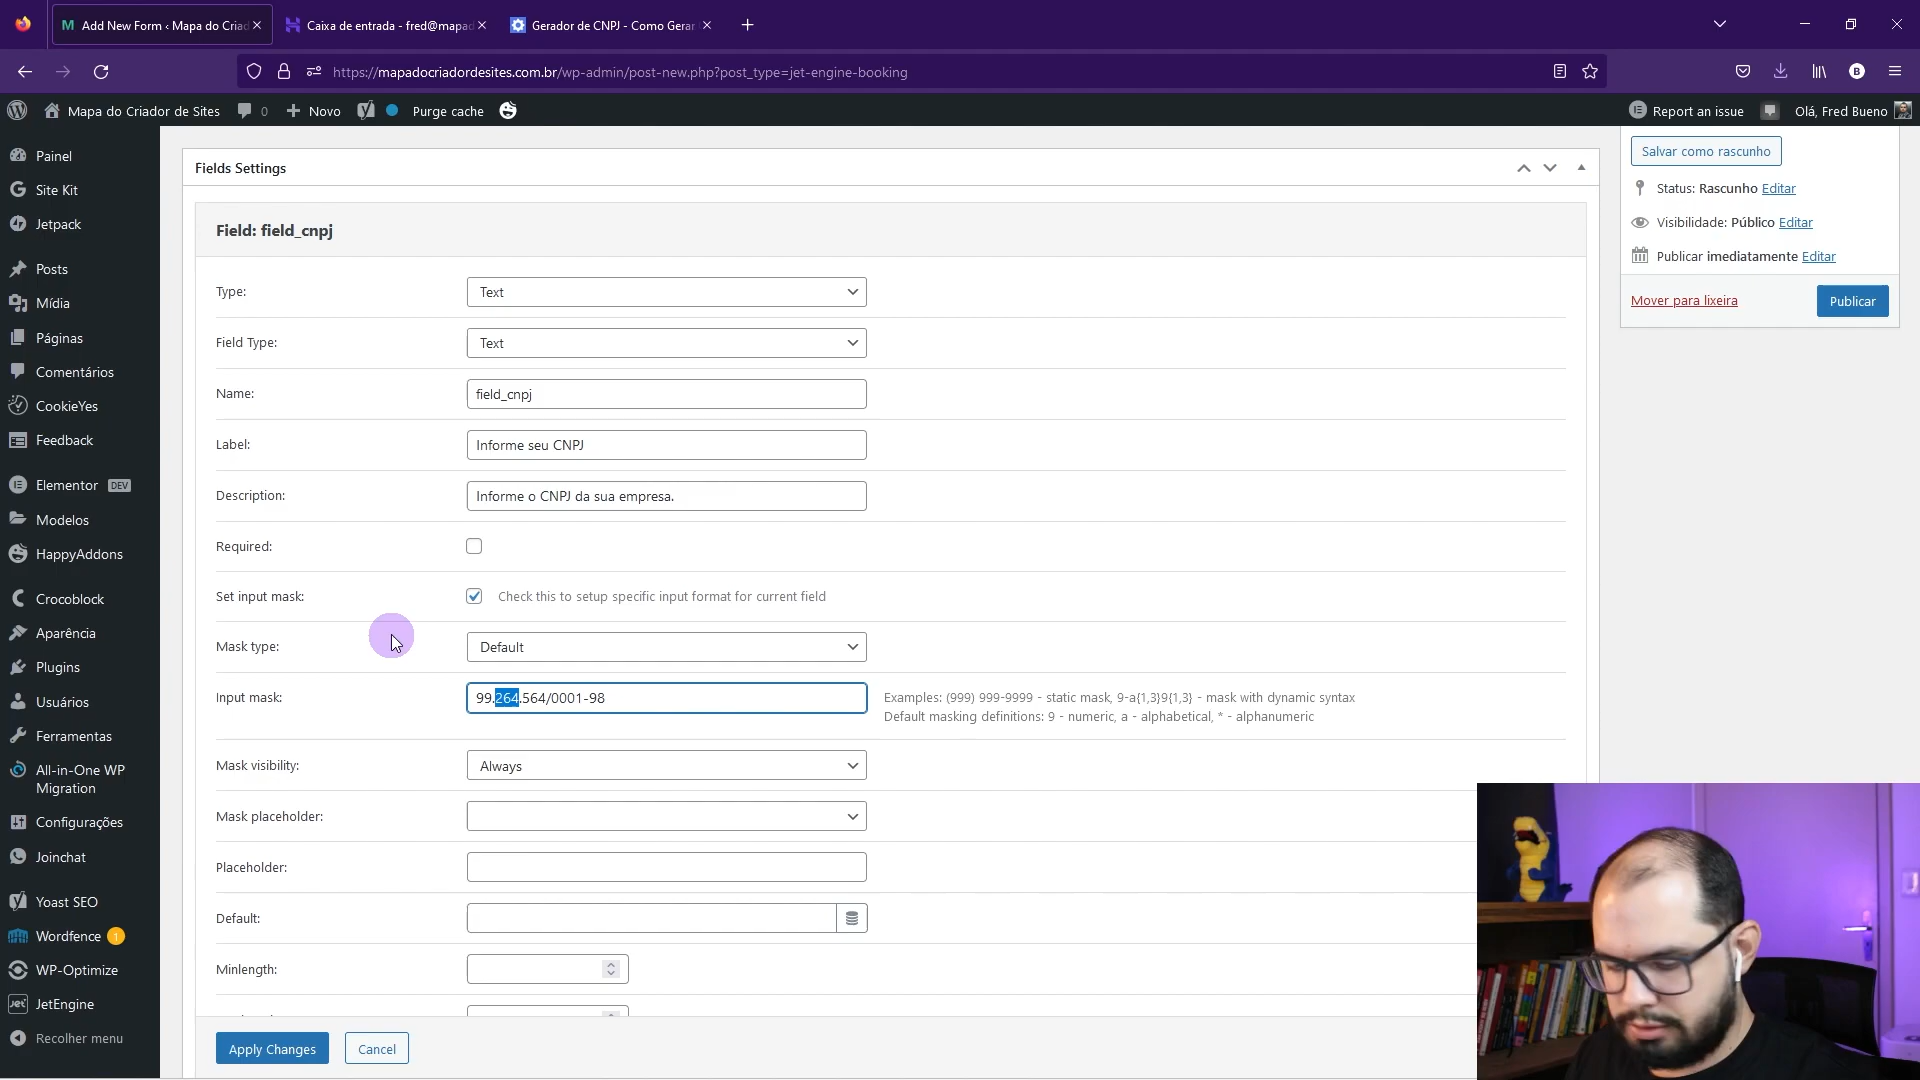 Add New Form ‹ Mapa do Criad
Caixa de entrada - fred@mapad
Gerador de CNPJ - Como Gerar
https://mapadocriadordesites.com.br/wp-admin/post-new.php?post_type=jet-engine-booking
Mapa do Criador de Sites
0
Novo
Purge cache
Report an issue
Olá, Fred Bueno
Painel
Site Kit
Jetpack
Posts
Mídia
Páginas
Comentários
CookieYes
Feedback
Elementor DEV
Modelos
HappyAddons
Crocoblock
Aparência
Plugins
Usuários
Ferramentas
All-in-One WP
Migration
Configurações
Joinchat
Yoast SEO
Wordfence 1
WP-Optimize
JetEngine
Recolher menu
Fields Settings
Field: field_cnpj
Type: Text
Field Type: Text
Name: field_cnpj
Label: Informe seu CNPJ
Description: Informe o CNPJ da sua empresa.
Required:
Set input mask: Check this to setup specific input format for current field
Mask type: Default
Input mask: 99.264.564/0001-98
Examples: (999) 999-9999 - static mask, 9-a{1,3}9{1,3} - mask with dynamic syntax
Default masking definitions: 9 - numeric, a - alphabetical, * - alphanumeric
Mask visibility: Always
Mask placeholder:
Placeholder:
Default:
Minlength:
Apply Changes
Cancel
Salvar como rascunho
Status: Rascunho Editar
Visibilidade: Público Editar
Publicar imediatamente Editar
Mover para lixeira
Publicar